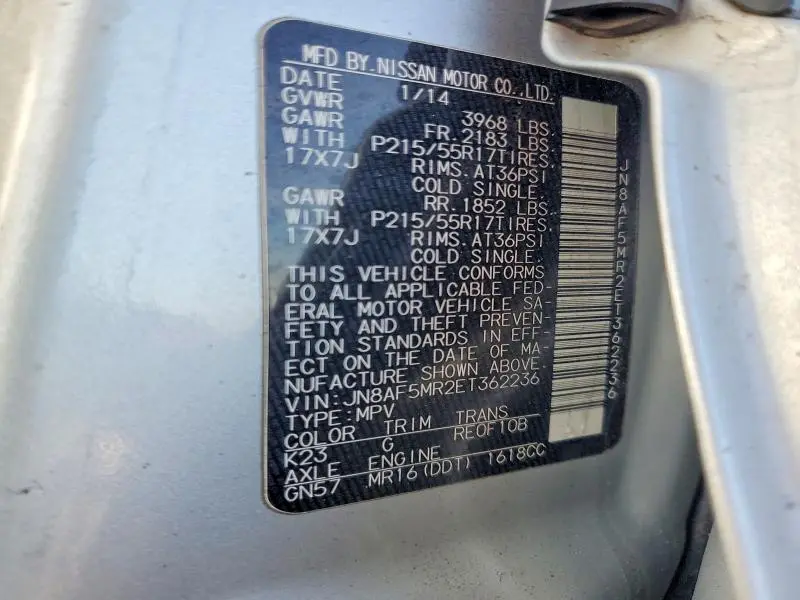 MFD BY.NISSAN MOTOR CO.,LTD.
DATE 1/14
GVWR 3968 LBS.
GAWR FR.2183 LBS.
WITH P215/55R17TIRES.
17X7J RIMS. AT36PSI
COLD SINGLE.
GAWR RR.1852 LBS.
WITH P215/55R17TIRES.
17X7J RIMS. AT36PSI
COLD SINGLE.
THIS VEHICLE CONFORMS
TO ALL APPLICABLE FED-
ERAL MOTOR VEHICLE SA-
FETY AND THEFT PREVEN-
TION STANDARDS IN EFF-
ECT ON THE DATE OF MA-
NUFACTURE SHOWN ABOVE.
VIN:JN8AF5MR2ET362236
TYPE:MPV
COLOR TRIM TRANS
K23 G RE0F10B
AXLE ENGINE
GN57 MR16(DDT) 1618CC
JN8AF5MR2ET362236